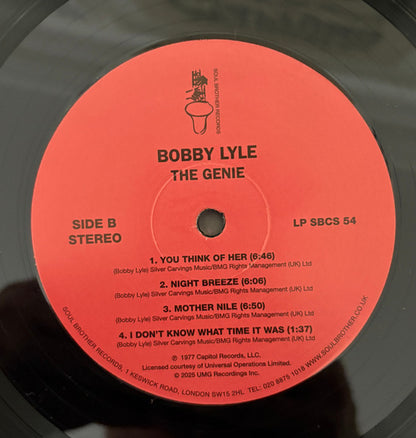 SOUL BROTHER RECORDS
BOBBY LYLE
THE GENIE
SIDE B
STEREO
LP SBCS 54
1. YOU THINK OF HER (6:46)
(Bobby Lyle) Silver Carvings Music/BMG Rights Management (UK) Ltd
2. NIGHT BREEZE (6:06)
(Bobby Lyle) Silver Carvings Music/BMG Rights Management (UK) Ltd
3. MOTHER NILE (6:50)
(Bobby Lyle) Silver Carvings Music/BMG Rights Management (UK) Ltd
4. I DON'T KNOW WHAT TIME IT WAS (1:37)
(Bobby Lyle) Silver Carvings Music/BMG Rights Management (UK) Ltd
℗ 1977 Capitol Records, LLC.
Licensed courtesy of Universal Operations Limited.
© 2025 UMG Recordings Inc.
SOUL BROTHER RECORDS, 1 KESWICK ROAD, LONDON SW15 2HL TEL: 020 8875 1018 WWW.SOULBROTHER.CO.UK